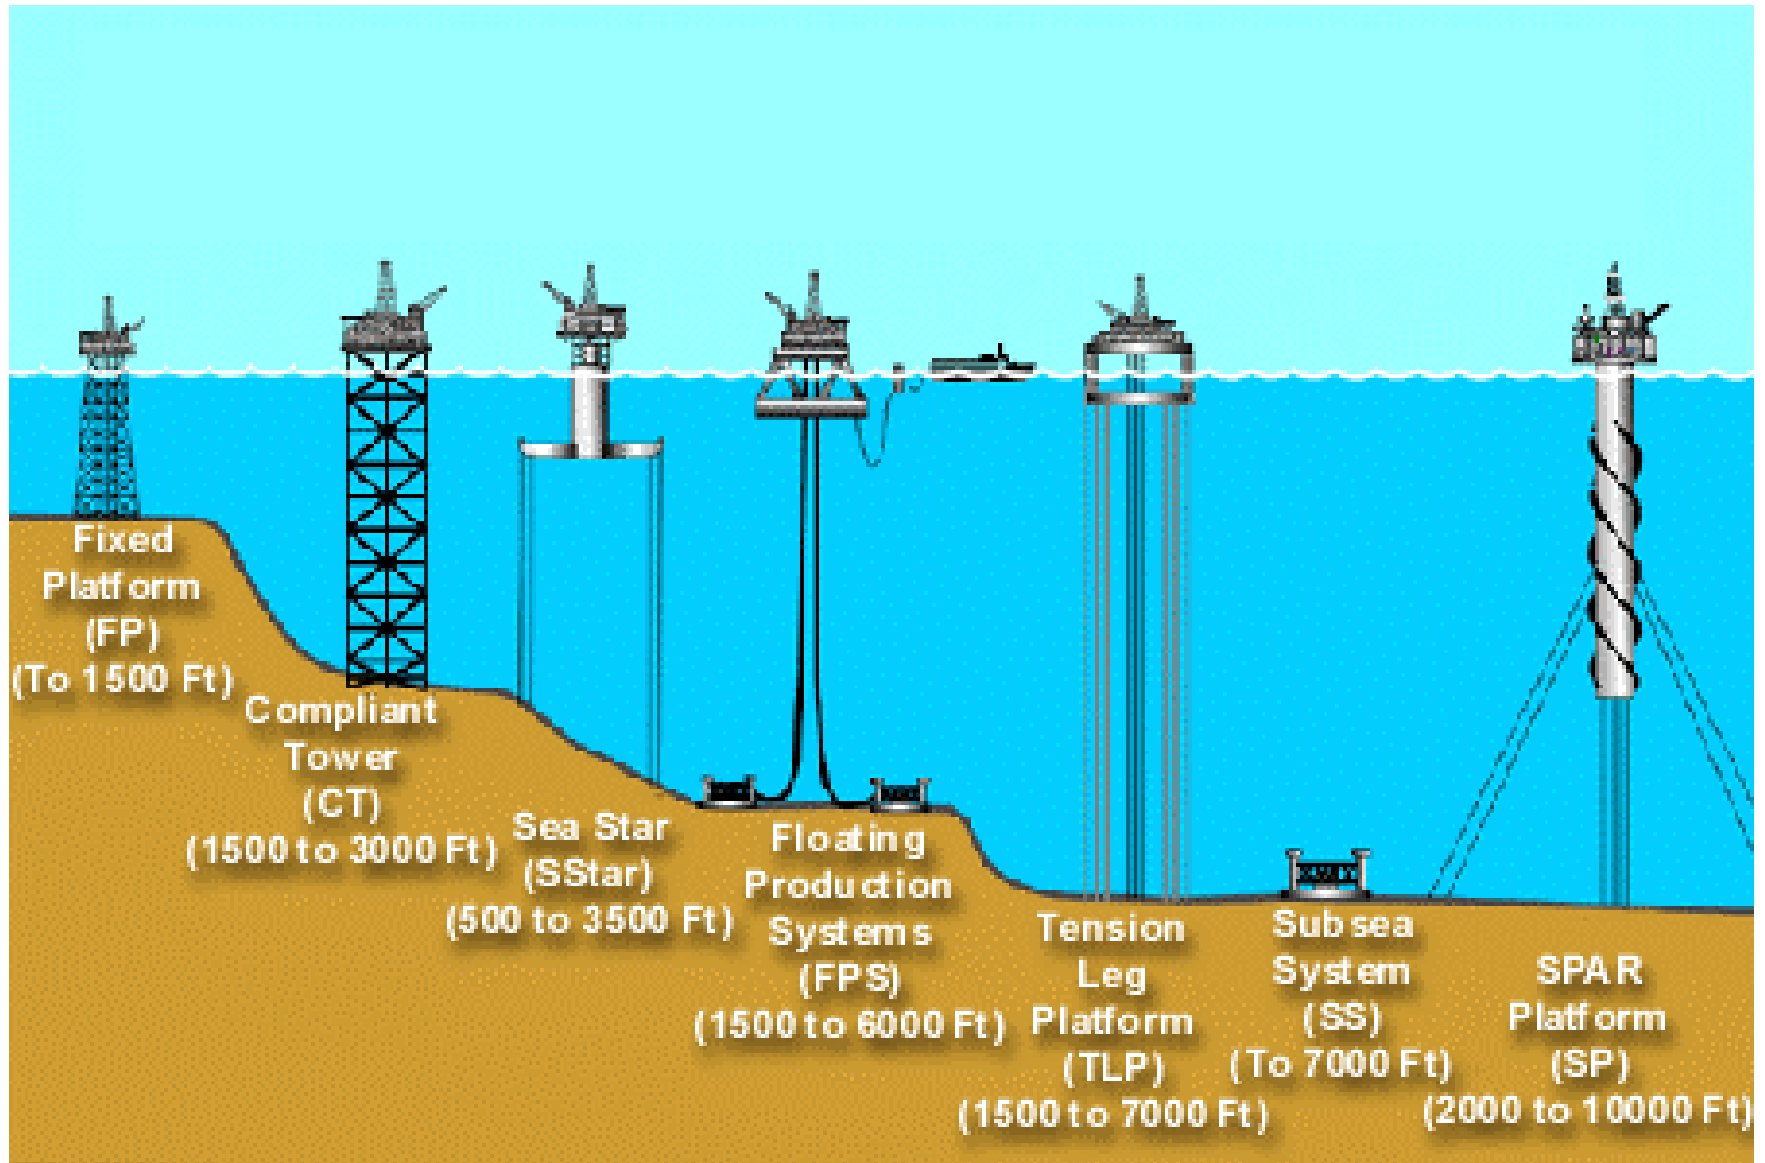 Fixed
Platform
(FP)
(To 1500 Ft)
Compliant
Tower
(CT)
(1500 to 3000 Ft)
Sea Star
(SStar)
(500 to 3500 Ft)
Floating
Production
Systems
(FPS)
(1500 to 6000 Ft)
Tension
Leg
Platform
(TLP)
(1500 to 7000 Ft)
Subsea
System
(SS)
(To 7000 Ft)
SPAR
Platform
(SP)
(2000 to 10000 Ft)